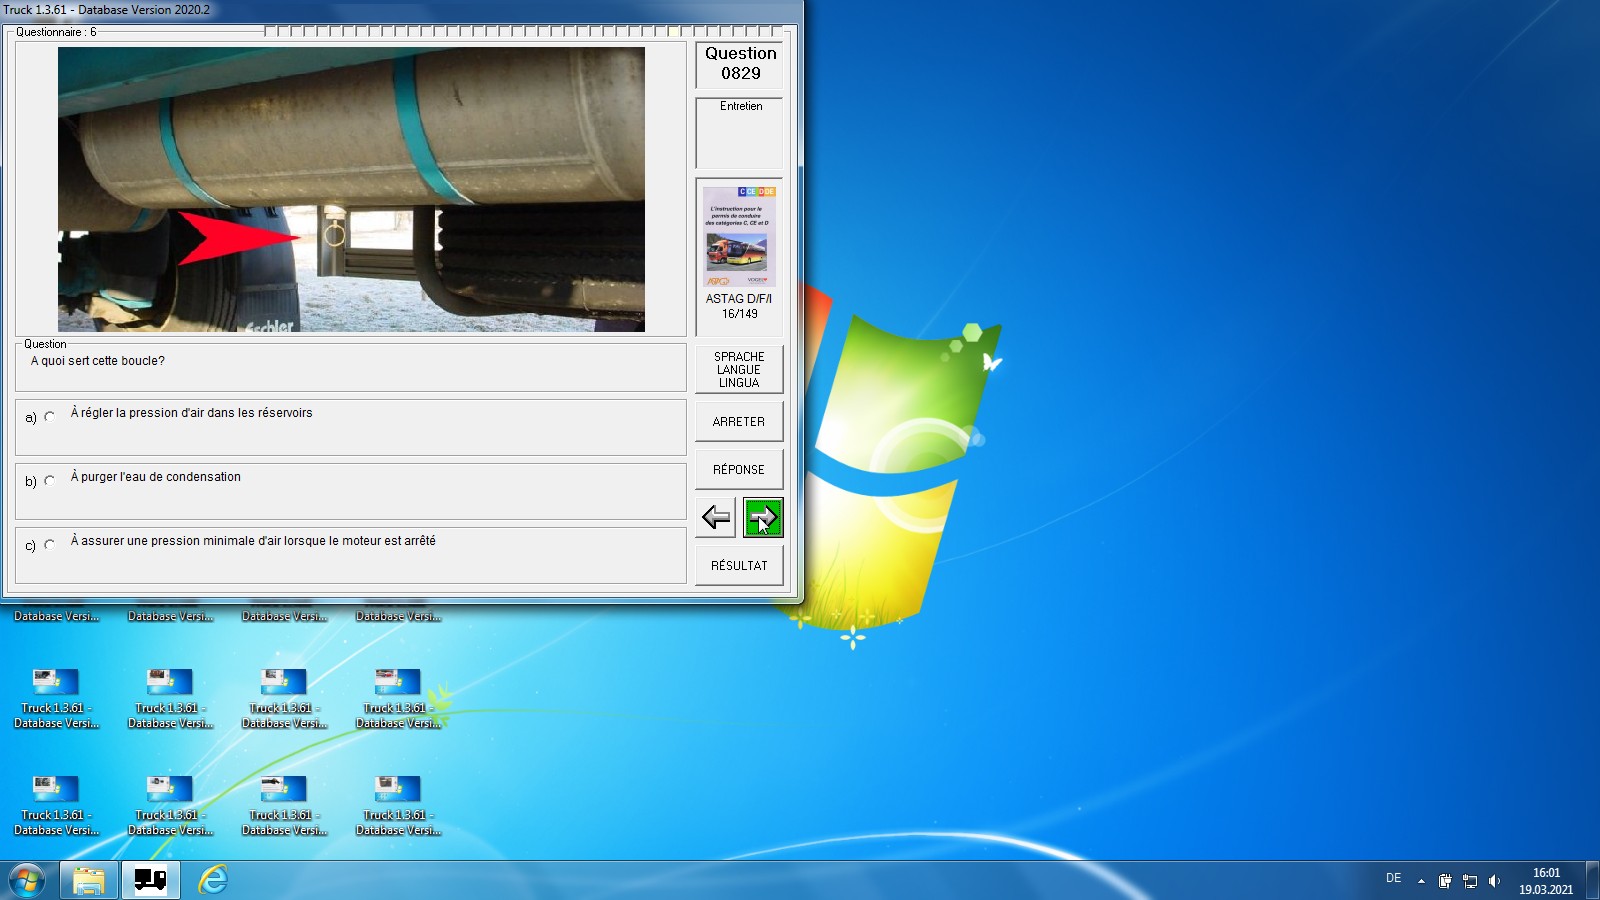 Truck 1.3.61 - Database Version 2020.2
Questionnaire : 6
Question
0829
Entretien
C CE D DE
L'instruction pour le
permis de conduire
des catégories C, CE et D
ASTAG D/F/I
16/149
Question
A quoi sert cette boucle?
a) À régler la pression d'air dans les réservoirs
b) À purger l'eau de condensation
c) À assurer une pression minimale d'air lorsque le moteur est arrêté
SPRACHE
LANGUE
LINGUA
ARRETER
RÉPONSE
RÉSULTAT
Database Versi... Database Versi... Database Versi... Database Versi...
Truck 1.3.61 - Truck 1.3.61 - Truck 1.3.61 - Truck 1.3.61 -
Database Versi... Database Versi... Database Versi... Database Versi...
Truck 1.3.61 - Truck 1.3.61 - Truck 1.3.61 - Truck 1.3.61 -
Database Versi... Database Versi... Database Versi... Database Versi...
DE
16:01
19.03.2021